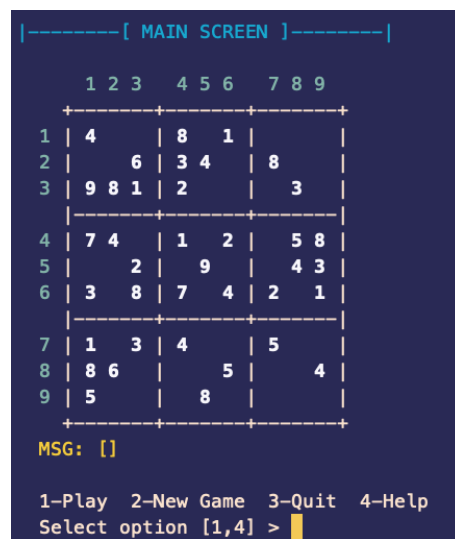 |--------[ MAIN SCREEN ]--------|
      1 2 3   4 5 6   7 8 9
    +-------+-------+-------+
  1 | 4     | 8   1 |       |
  2 |     6 | 3 4   | 8     |
  3 | 9 8 1 | 2     |   3   |
    |-------+-------+-------|
  4 | 7 4   | 1   2 |   5 8 |
  5 |     2 |   9   |   4 3 |
  6 | 3   8 | 7   4 | 2   1 |
    |-------+-------+-------|
  7 | 1   3 | 4     | 5     |
  8 | 8 6   |     5 |     4 |
  9 | 5     |   8   |       |
    +-------+-------+-------+
  MSG: []
  1-Play  2-New Game  3-Quit  4-Help
  Select option [1,4] >